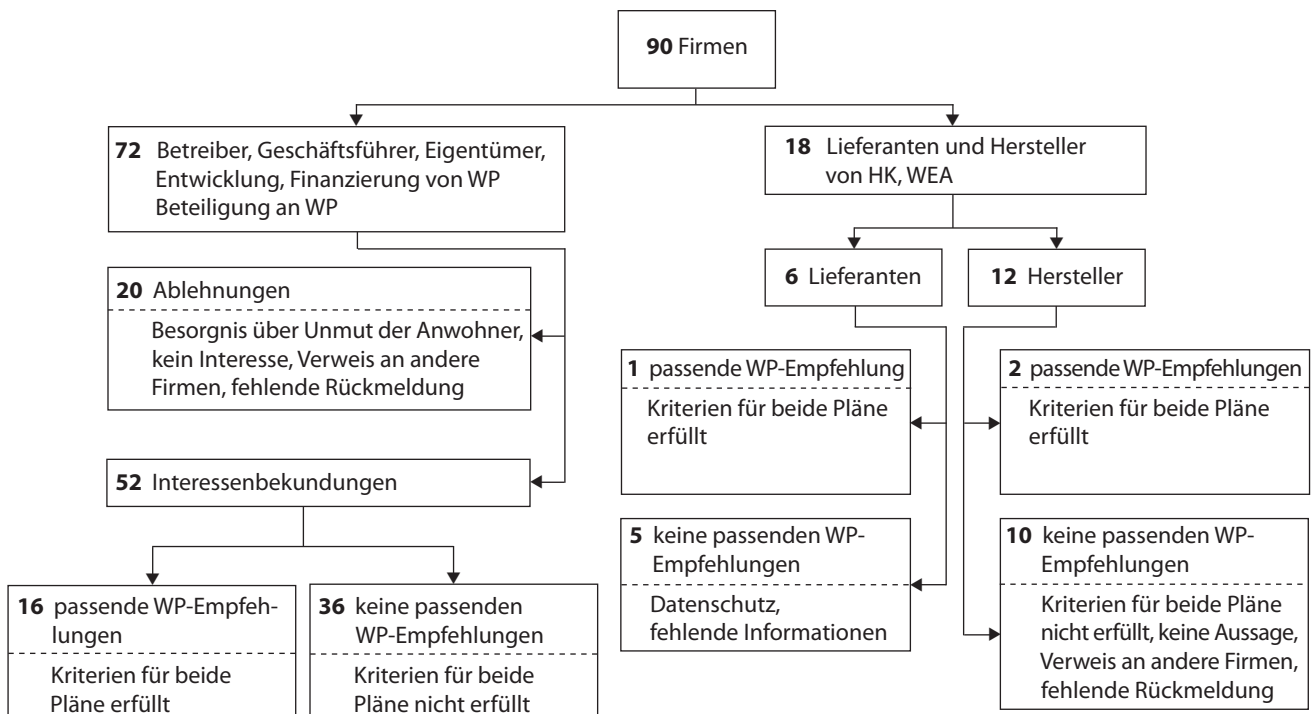 90 Firmen
72 Betreiber, Geschäftsführer, Eigentümer,
Entwicklung, Finanzierung von WP
Beteiligung an WP
18 Lieferanten und Hersteller
von HK, WEA
20 Ablehnungen
Besorgnis über Unmut der Anwohner,
kein Interesse, Verweis an andere
Firmen, fehlende Rückmeldung
6 Lieferanten
12 Hersteller
1 passende WP-Empfehlung
Kriterien für beide Pläne
erfüllt
2 passende WP-Empfehlungen
Kriterien für beide Pläne
erfüllt
52 Interessenbekundungen
5 keine passenden WP-
Empfehlungen
Datenschutz,
fehlende Informationen
10 keine passenden WP-
Empfehlungen
Kriterien für beide Pläne
nicht erfüllt, keine Aussage,
Verweis an andere Firmen,
fehlende Rückmeldung
16 passende WP-Empfeh-
lungen
Kriterien für beide
Pläne erfüllt
36 keine passenden
WP-Empfehlungen
Kriterien für beide
Pläne nicht erfüllt